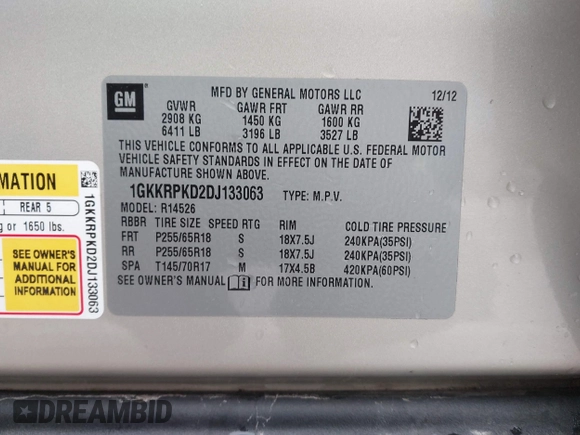 GM
MFD BY GENERAL MOTORS LLC 12/12
GVWR GAWR FRT GAWR RR
2908 KG 1450 KG 1600 KG
6411 LB 3196 LB 3527 LB
THIS VEHICLE CONFORMS TO ALL APPLICABLE U.S. FEDERAL MOTOR
VEHICLE SAFETY STANDARDS IN EFFECT ON THE DATE OF
MANUFACTURE SHOWN ABOVE.
1GKKRPKD2DJ133063 TYPE: M.P.V.
MODEL: R14526
RBBR TIRE SIZE SPEED RTG RIM COLD TIRE PRESSURE
FRT P255/65R18 S 18X7.5J 240KPA(35PSI)
RR P255/65R18 S 18X7.5J 240KPA(35PSI)
SPA T145/70R17 M 17X4.5B 420KPA(60PSI)
SEE OWNER'S MANUAL FOR MORE INFORMATION.
REAR 5
or 1650 lbs.
SEE OWNER'S
MANUAL FOR
ADDITIONAL
INFORMATION
1GKKRPKD2DJ133063
DREAMBID